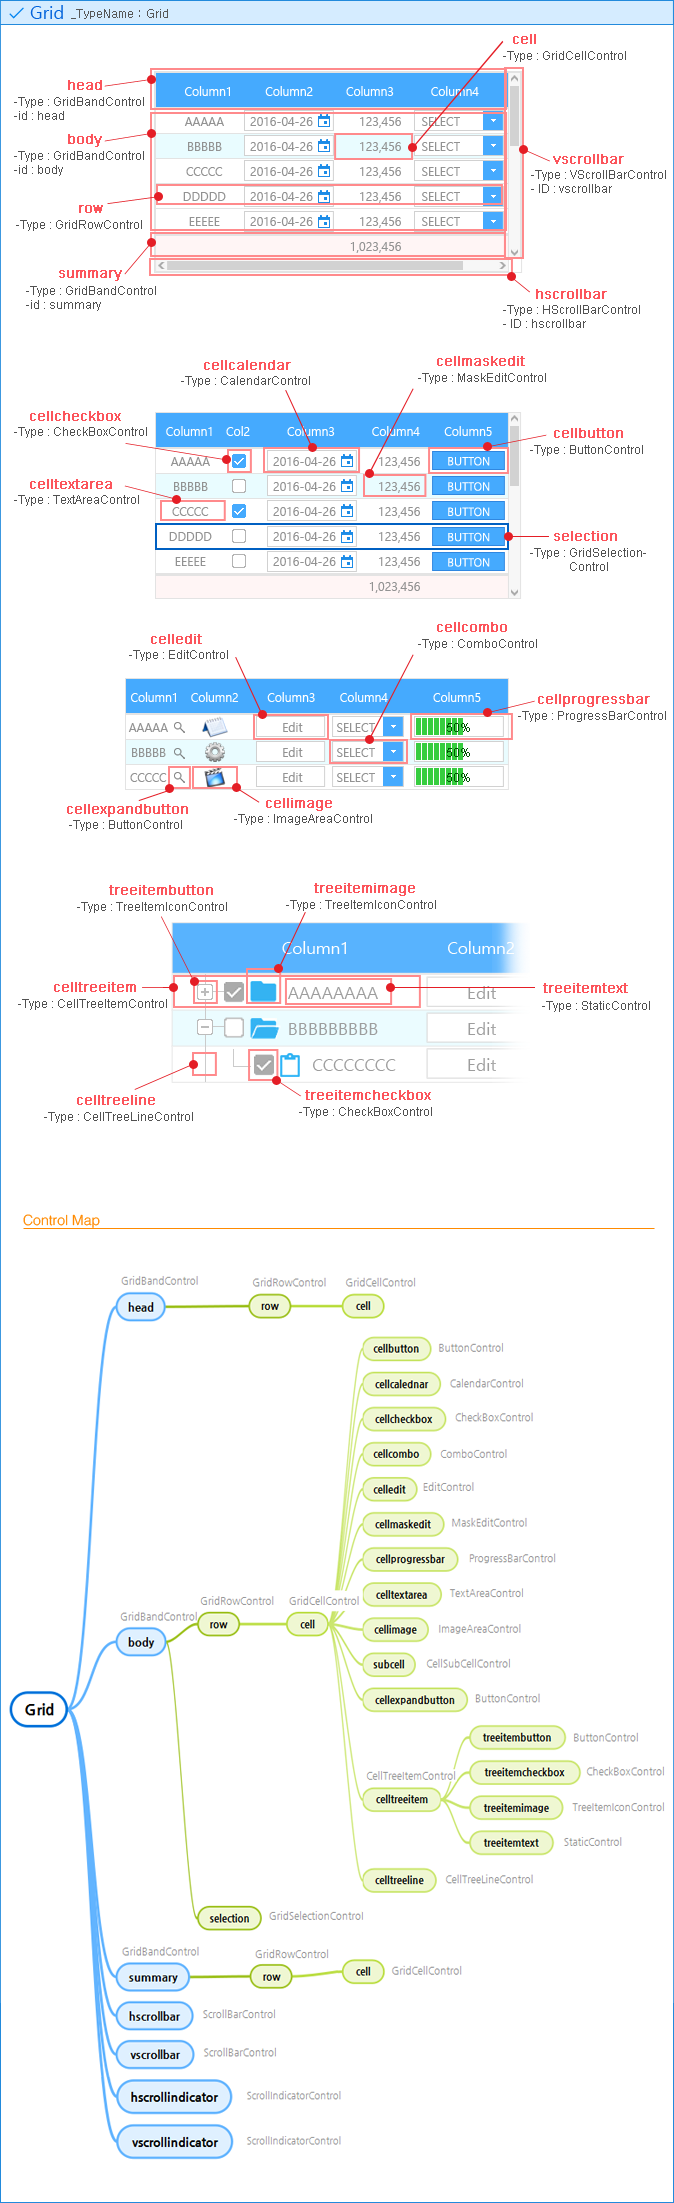 Grid _TypeName : Grid
cell
-Type : GridCellControl
head
-Type : GridBandControl
-id : head
body
-Type : GridBandControl
-id : body
row
-Type : GridRowControl
summary
-Type : GridBandControl
-id : summary
vscrollbar
-Type : VScrollBarControl
- ID : vscrollbar
hscrollbar
-Type : HScrollBarControl
- ID : hscrollbar
Column1 Column2 Column3 Column4
AAAAA 2016-04-26 123,456 SELECT
BBBBB 2016-04-26 123,456 SELECT
CCCCC 2016-04-26 123,456 SELECT
DDDDD 2016-04-26 123,456 SELECT
EEEEE 2016-04-26 123,456 SELECT
1,023,456
cellcalendar
-Type : CalendarControl
cellmaskedit
-Type : MaskEditControl
cellcheckbox
-Type : CheckBoxControl
cellbutton
-Type : ButtonControl
celltextarea
-Type : TextAreaControl
selection
-Type : GridSelection-
Control
Column1 Col2 Column3 Column4 Column5
AAAAA 2016-04-26 123,456 BUTTON
BBBBB 2016-04-26 123,456 BUTTON
CCCCC 2016-04-26 123,456 BUTTON
DDDDD 2016-04-26 123,456 BUTTON
EEEEE 2016-04-26 123,456 BUTTON
1,023,456
celledit
-Type : EditControl
cellcombo
-Type : ComboControl
cellprogressbar
-Type : ProgressBarControl
Column1 Column2 Column3 Column4 Column5
AAAAA Edit SELECT 50%
BBBBB Edit SELECT 50%
CCCCC Edit SELECT 50%
cellexpandbutton
-Type : ButtonControl
cellimage
-Type : ImageAreaControl
treeitembutton
-Type : TreeItemIconControl
treeitemimage
-Type : TreeItemIconControl
celltreeitem
-Type : CellTreeItemControl
treeitemtext
-Type : StaticControl
Column1 Column2
AAAAAAAA Edit
BBBBBBBBB Edit
CCCCCCCC Edit
celltreeline
-Type : CellTreeLineControl
treeitemcheckbox
-Type : CheckBoxControl
Control Map
GridBandControl GridRowControl GridCellControl
head row cell
cellbutton ButtonControl
cellcalednar CalendarControl
cellcheckbox CheckBoxControl
cellcombo ComboControl
celledit EditControl
cellmaskedit MaskEditControl
cellprogressbar ProgressBarControl
celltextarea TextAreaControl
GridBandControl GridRowControl GridCellControl
body row cell
cellimage ImageAreaControl
subcell CellSubCellControl
cellexpandbutton ButtonControl
Grid
treeitembutton ButtonControl
CellTreeItemControl
celltreeitem
treeitemcheckbox CheckBoxControl
treeitemimage TreeItemIconControl
treeitemtext StaticControl
celltreeline CellTreeLineControl
selection GridSelectionControl
GridBandControl GridRowControl
summary row cell GridCellControl
hscrollbar ScrollBarControl
vscrollbar ScrollBarControl
hscrollindicator ScrollIndicatorControl
vscrollindicator ScrollIndicatorControl